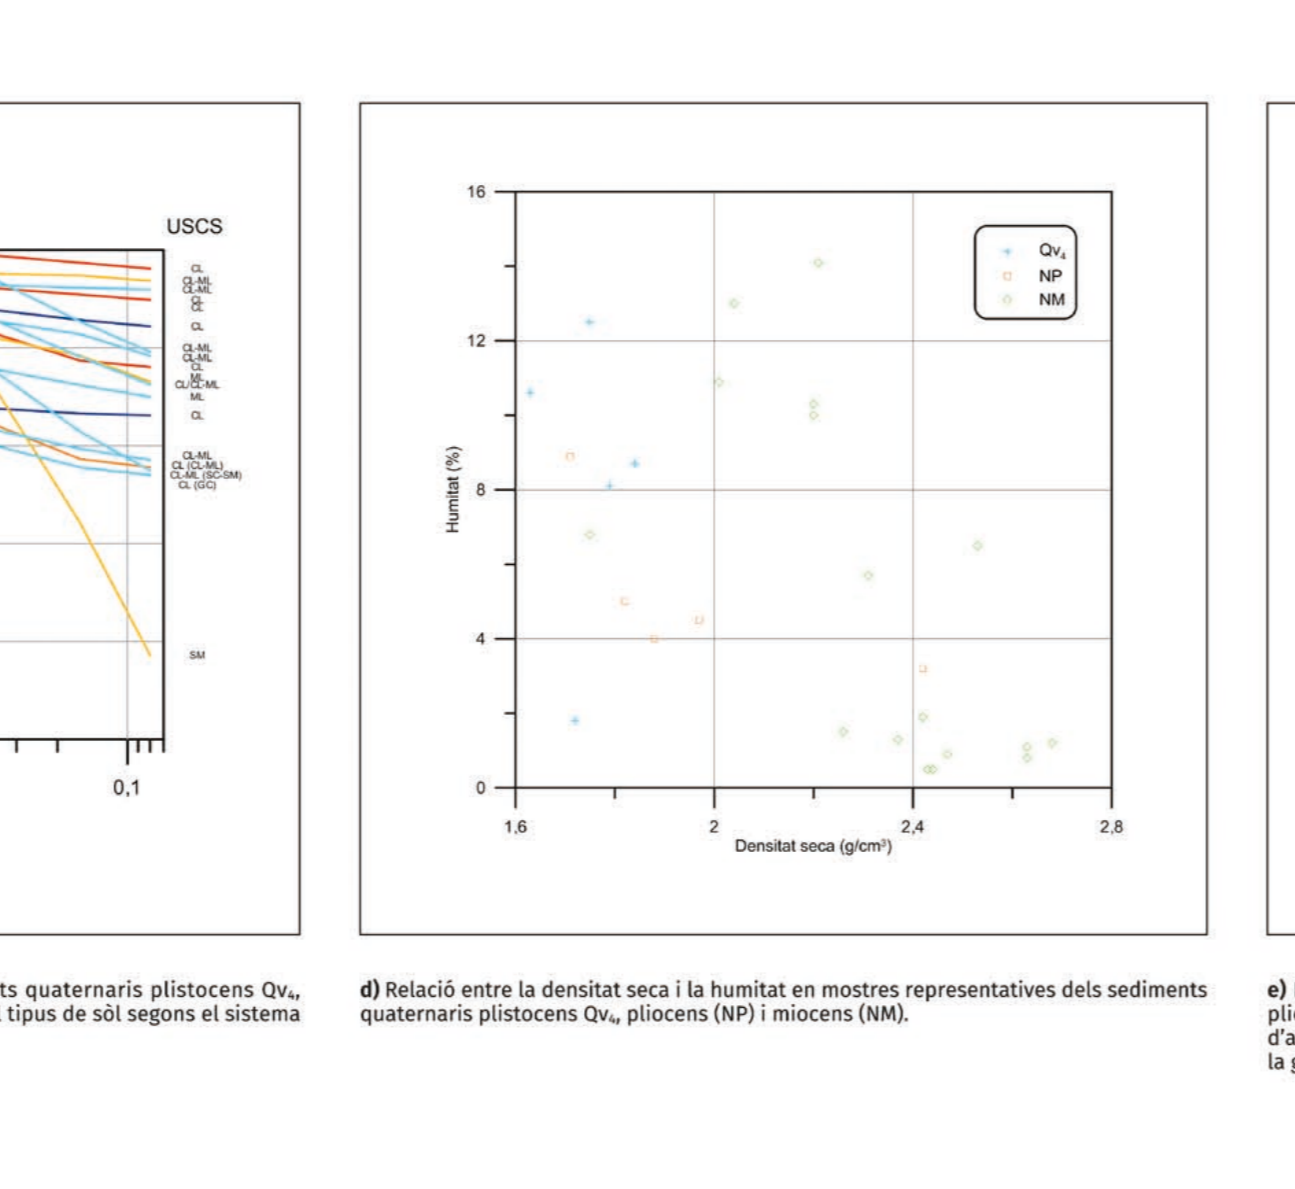 USCS
CL
CL-ML
CL-ML
CL
CL
CL
CL-ML
CL-ML
CL
ML
CL/CL-ML
ML
CL
CL-ML
CL (CL-ML)
CL-ML (SC-SM)
CL (GC)
SM
0,1
ts quaternaris plistocens Qv₄,
tipus de sòl segons el sistema
16
12
8
4
0
Humitat (%)
Qv₄
NP
NM
1,6
2
2,4
2,8
Densitat seca (g/cm³)
d) Relació entre la densitat seca i la humitat en mostres representatives dels sediments
quaternaris plistocens Qv₄, pliocens (NP) i miocens (NM).
e)
plio
d'a
la g